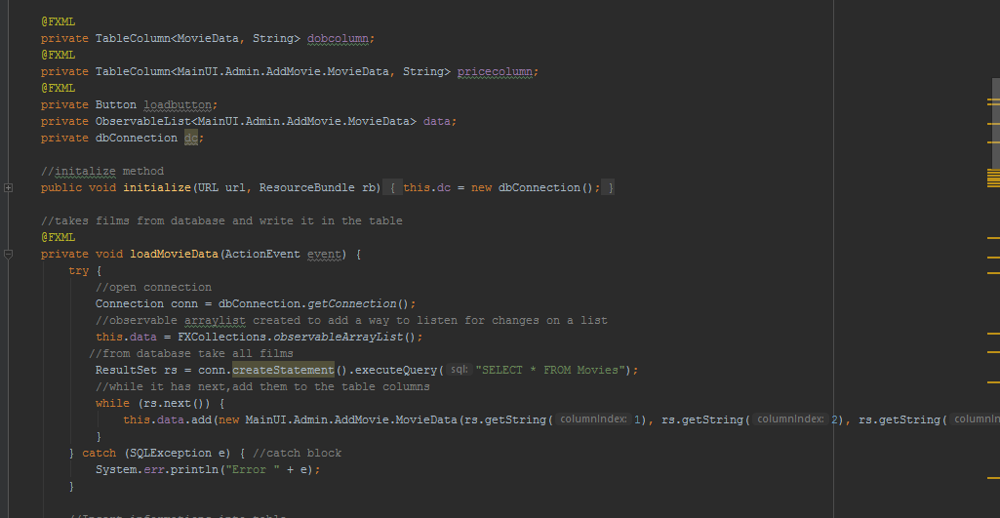 @FXML
private TableColumn<MovieData, String> dobcolumn;
@FXML
private TableColumn<MainUI.Admin.AddMovie.MovieData, String> pricecolumn;
@FXML
private Button loadbutton;
private ObservableList<MainUI.Admin.AddMovie.MovieData> data;
private dbConnection dc;
//initalize method
public void initialize(URL url, ResourceBundle rb) { this.dc = new dbConnection(); }
//takes films from database and write it in the table
@FXML
private void loadMovieData(ActionEvent event) {
try {
//open connection
Connection conn = dbConnection.getConnection();
//observable arraylist created to add a way to listen for changes on a list
this.data = FXCollections.observableArrayList();
//from database take all films
ResultSet rs = conn.createStatement().executeQuery( sql: "SELECT * FROM Movies");
//while it has next,add them to the table columns
while (rs.next()) {
this.data.add(new MainUI.Admin.AddMovie.MovieData(rs.getString( columnIndex: 1), rs.getString( columnIndex: 2), rs.getString( columnIn
}
} catch (SQLException e) { //catch block
System.err.println("Error " + e);
}
//Insert informations into table